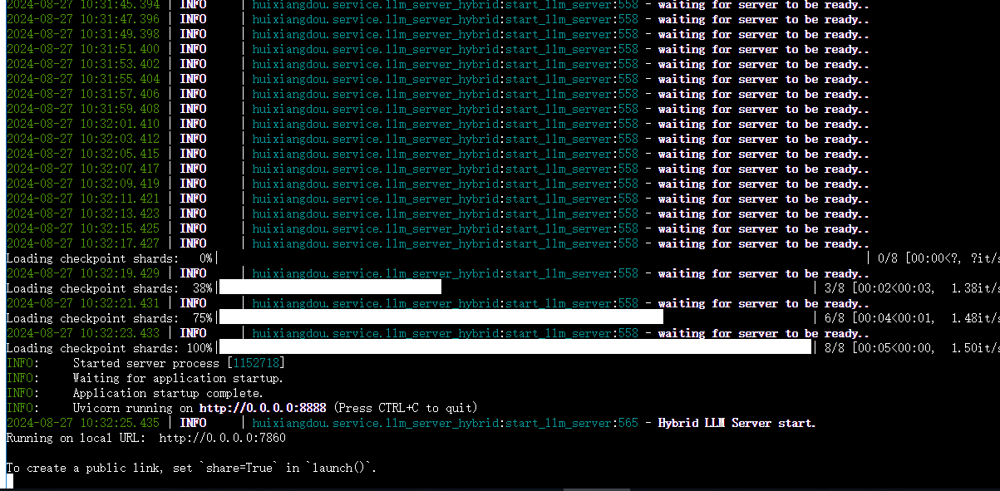 2024-08-27 10:31:45.394 | INFO     | huixiangdou.service.llm_server_hybrid:start_llm_server:558 - waiting for server to be ready..
2024-08-27 10:31:47.396 | INFO     | huixiangdou.service.llm_server_hybrid:start_llm_server:558 - waiting for server to be ready..
2024-08-27 10:31:49.398 | INFO     | huixiangdou.service.llm_server_hybrid:start_llm_server:558 - waiting for server to be ready..
2024-08-27 10:31:51.400 | INFO     | huixiangdou.service.llm_server_hybrid:start_llm_server:558 - waiting for server to be ready..
2024-08-27 10:31:53.402 | INFO     | huixiangdou.service.llm_server_hybrid:start_llm_server:558 - waiting for server to be ready..
2024-08-27 10:31:55.404 | INFO     | huixiangdou.service.llm_server_hybrid:start_llm_server:558 - waiting for server to be ready..
2024-08-27 10:31:57.406 | INFO     | huixiangdou.service.llm_server_hybrid:start_llm_server:558 - waiting for server to be ready..
2024-08-27 10:31:59.408 | INFO     | huixiangdou.service.llm_server_hybrid:start_llm_server:558 - waiting for server to be ready..
2024-08-27 10:32:01.410 | INFO     | huixiangdou.service.llm_server_hybrid:start_llm_server:558 - waiting for server to be ready..
2024-08-27 10:32:03.412 | INFO     | huixiangdou.service.llm_server_hybrid:start_llm_server:558 - waiting for server to be ready..
2024-08-27 10:32:05.415 | INFO     | huixiangdou.service.llm_server_hybrid:start_llm_server:558 - waiting for server to be ready..
2024-08-27 10:32:07.417 | INFO     | huixiangdou.service.llm_server_hybrid:start_llm_server:558 - waiting for server to be ready..
2024-08-27 10:32:09.419 | INFO     | huixiangdou.service.llm_server_hybrid:start_llm_server:558 - waiting for server to be ready..
2024-08-27 10:32:11.421 | INFO     | huixiangdou.service.llm_server_hybrid:start_llm_server:558 - waiting for server to be ready..
2024-08-27 10:32:13.423 | INFO     | huixiangdou.service.llm_server_hybrid:start_llm_server:558 - waiting for server to be ready..
2024-08-27 10:32:15.425 | INFO     | huixiangdou.service.llm_server_hybrid:start_llm_server:558 - waiting for server to be ready..
2024-08-27 10:32:17.427 | INFO     | huixiangdou.service.llm_server_hybrid:start_llm_server:558 - waiting for server to be ready..
Loading checkpoint shards:   0%| | 0/8 [00:00<?, ?it/s
2024-08-27 10:32:19.429 | INFO     | huixiangdou.service.llm_server_hybrid:start_llm_server:558 - waiting for server to be ready..
Loading checkpoint shards:  38%| | 3/8 [00:02<00:03,  1.38it/s
2024-08-27 10:32:21.431 | INFO     | huixiangdou.service.llm_server_hybrid:start_llm_server:558 - waiting for server to be ready..
Loading checkpoint shards:  75%| | 6/8 [00:04<00:01,  1.48it/s
2024-08-27 10:32:23.433 | INFO     | huixiangdou.service.llm_server_hybrid:start_llm_server:558 - waiting for server to be ready..
Loading checkpoint shards: 100%| | 8/8 [00:05<00:00,  1.50it/s
INFO:     Started server process [1152718]
INFO:     Waiting for application startup.
INFO:     Application startup complete.
INFO:     Uvicorn running on http://0.0.0.0:8888 (Press CTRL+C to quit)
2024-08-27 10:32:25.435 | INFO     | huixiangdou.service.llm_server_hybrid:start_llm_server:565 - Hybrid LLM Server start.
Running on local URL:  http://0.0.0.0:7860
To create a public link, set `share=True` in `launch()`.